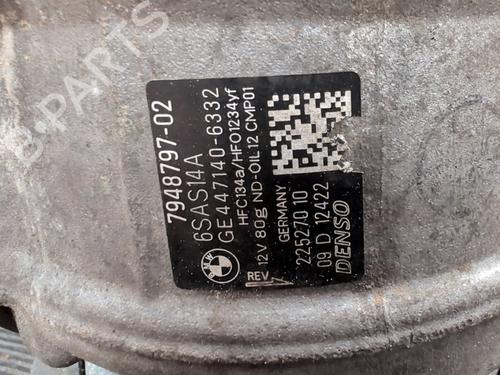 B-PARTS
7948797-02
6SAS14A
GE447140-6332
HFC134a/HFO1234yf
12V 80g ND-OIL12 CMP01
GERMANY
22527010
09 D 12422
DENSO
BMW
REV.